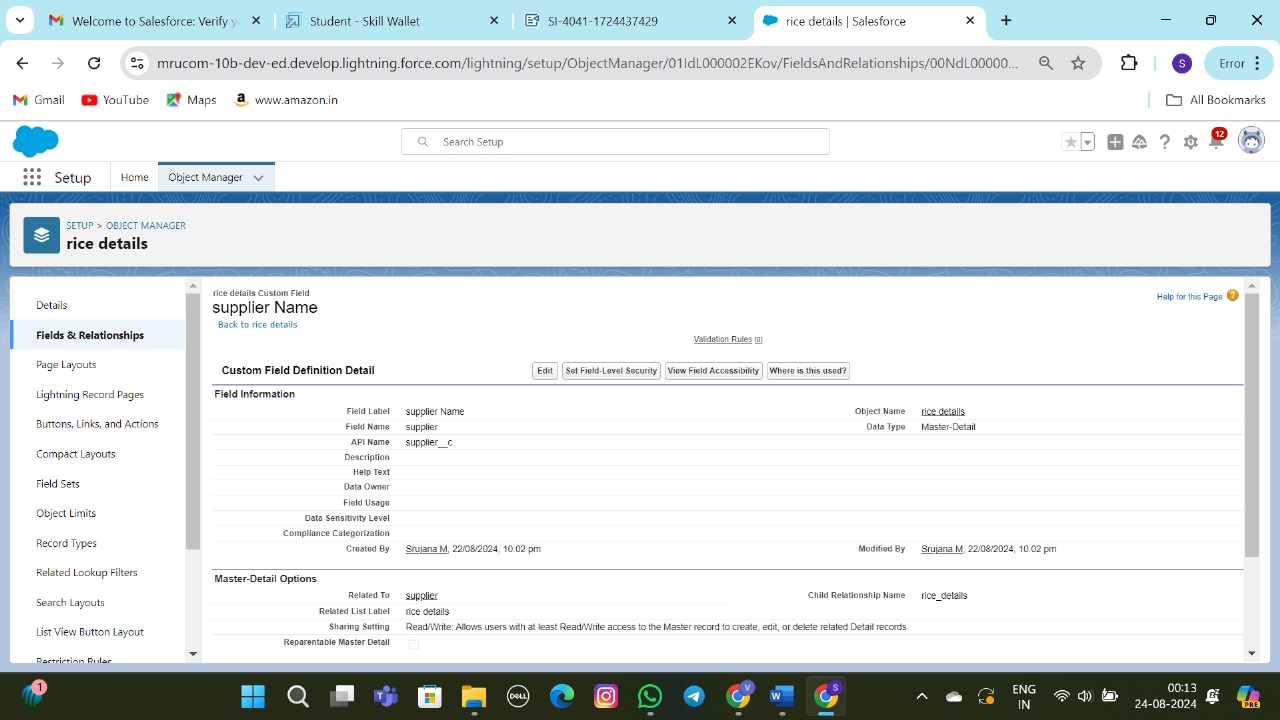 Welcome to Salesforce: Verify y
Student - Skill Wallet
SI-4041-1724437429
rice details | Salesforce
mrucom-10b-dev-ed.develop.lightning.force.com/lightning/setup/ObjectManager/01IdL000002EKov/FieldsAndRelationships/00NdL00000...
S
Error
Gmail
YouTube
Maps
www.amazon.in
All Bookmarks
Search Setup
12
Setup
Home
Object Manager
SETUP > OBJECT MANAGER
rice details
Details
Fields & Relationships
Page Layouts
Lightning Record Pages
Buttons, Links, and Actions
Compact Layouts
Field Sets
Object Limits
Record Types
Related Lookup Filters
Search Layouts
List View Button Layout
Restriction Rules
rice details Custom Field
supplier Name
Back to rice details
Help for this Page
Validation Rules [0]
Custom Field Definition Detail
Edit
Set Field-Level Security
View Field Accessibility
Where is this used?
Field Information
Field Label supplier Name Object Name rice details
Field Name supplier Data Type Master-Detail
API Name supplier__c
Description
Help Text
Data Owner
Field Usage
Data Sensitivity Level
Compliance Categorization
Created By Srujana M, 22/08/2024, 10:02 pm Modified By Srujana M, 22/08/2024, 10:02 pm
Master-Detail Options
Related To supplier Child Relationship Name rice_details
Related List Label rice details
Sharing Setting Read/Write: Allows users with at least Read/Write access to the Master record to create, edit, or delete related Detail records.
Reparentable Master Detail
1
DELL
V
S
ENG
IN
00:13
24-08-2024
PRE